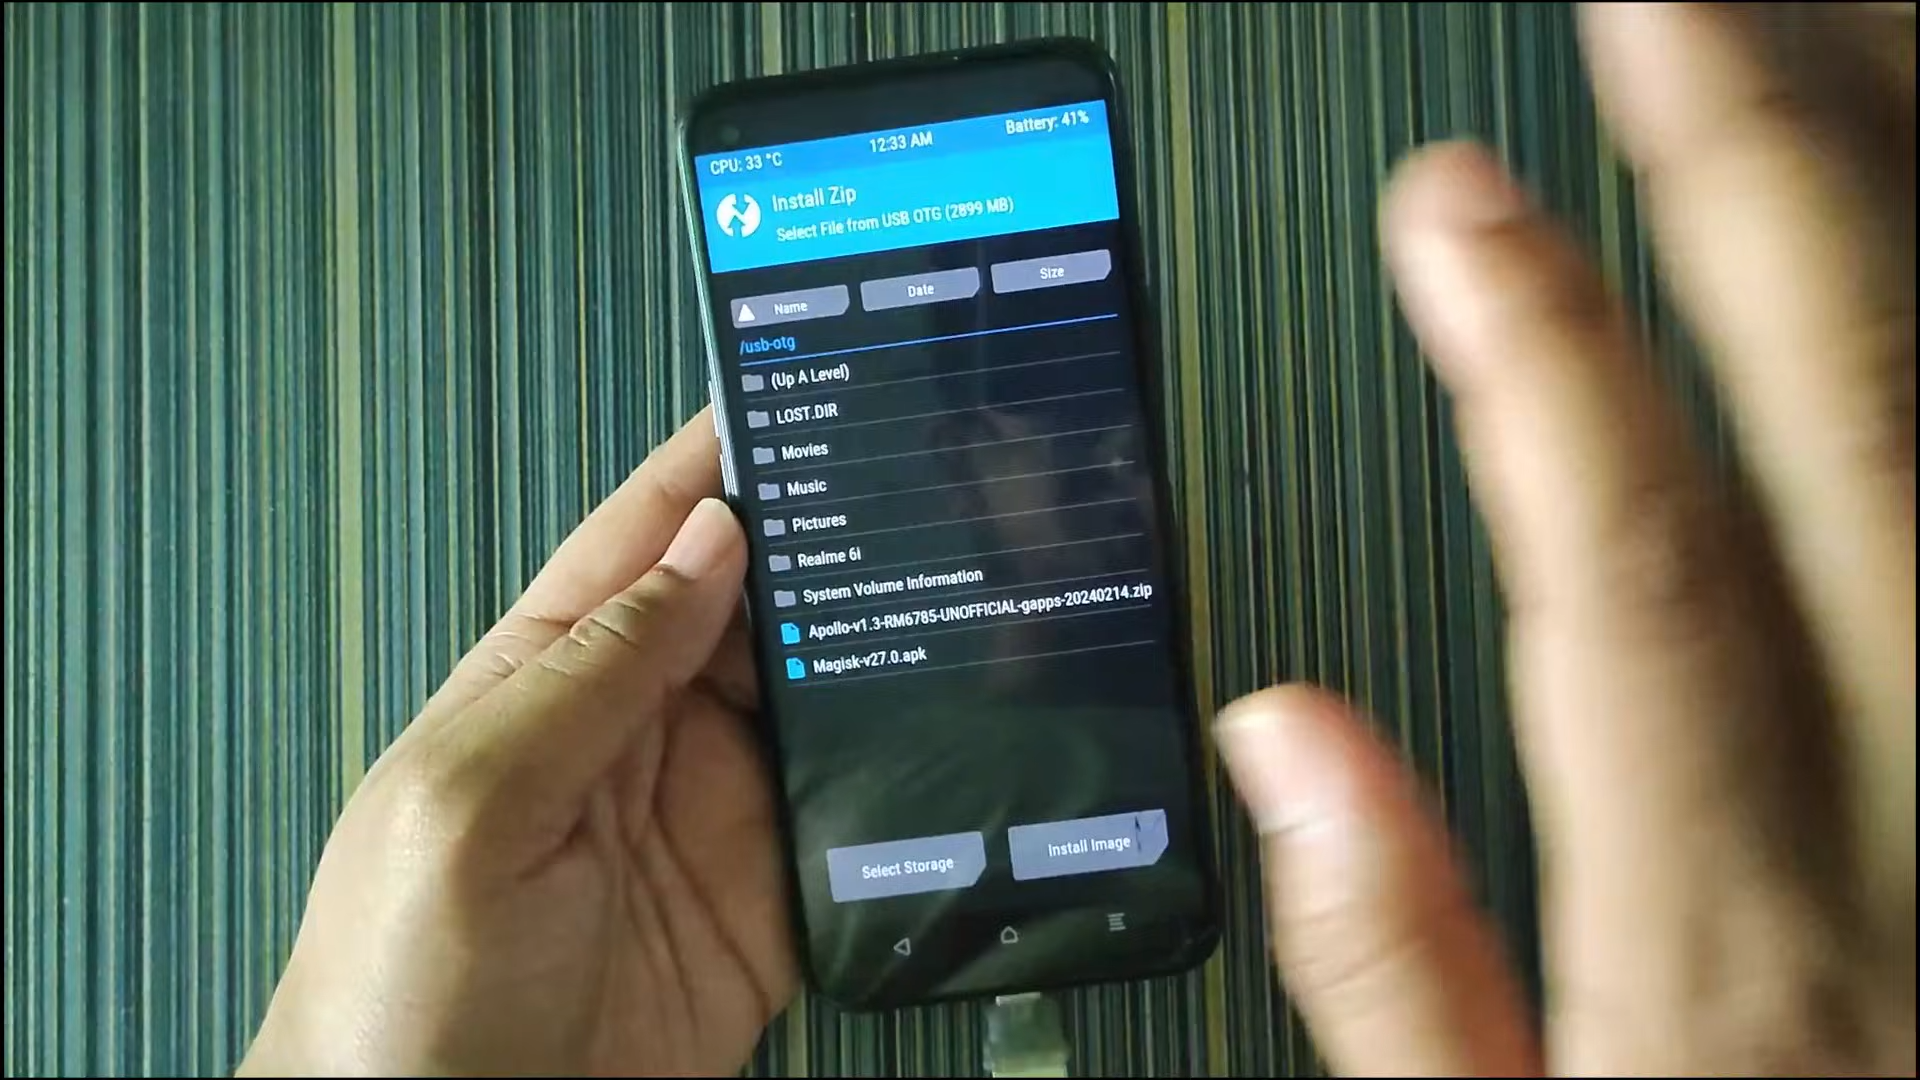 CPU: 33 °C 12:33 AM Battery: 41%
Install Zip
Select File from USB OTG (2899 MB)
Name Date Size
/usb-otg
(Up A Level)
LOST.DIR
Movies
Music
Pictures
Realme 6i
System Volume Information
Apollo-v1.3-RM6785-UNOFFICIAL-gapps-20240214.zip
Magisk-v27.0.apk
Select Storage Install Image